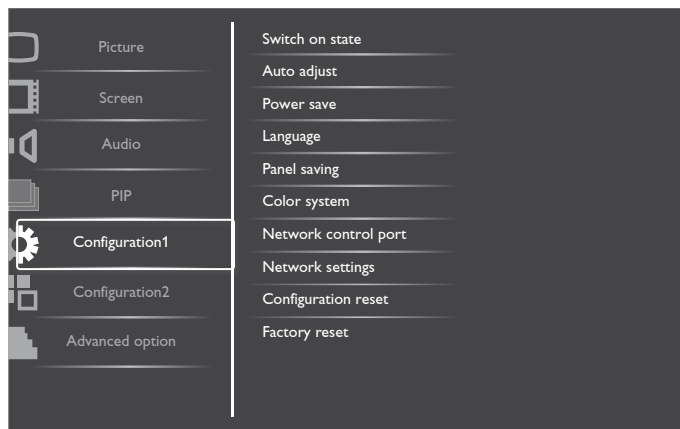 Picture
Screen
Audio
PIP
Configuration1
Configuration2
Advanced option
Switch on state
Auto adjust
Power save
Language
Panel saving
Color system
Network control port
Network settings
Configuration reset
Factory reset